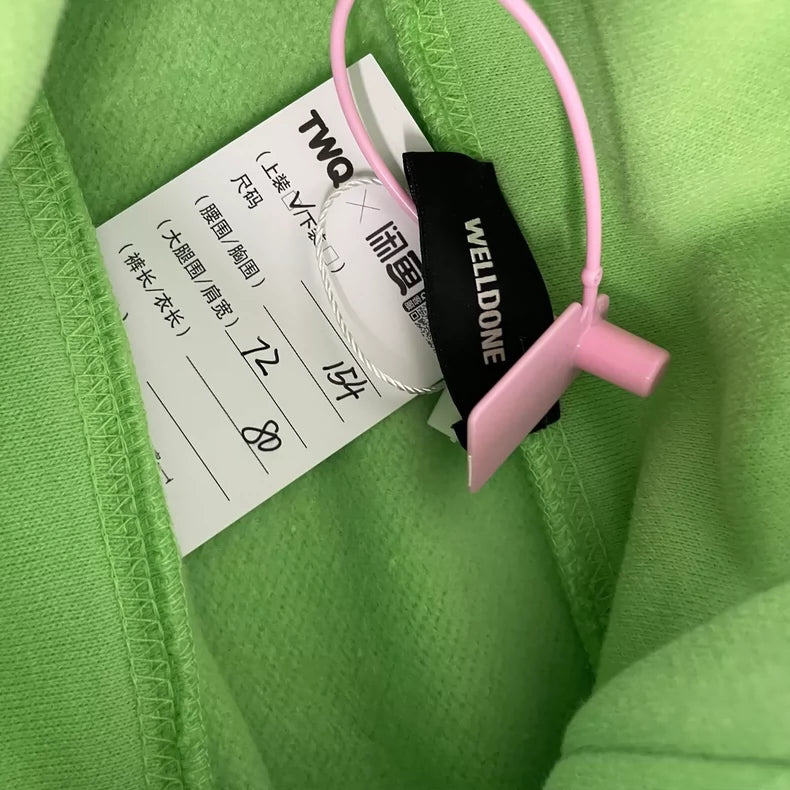 TWO × 闲鱼
(上装☑/下装☐)
尺码
(腰围/胸围) 154
(大腿围/肩宽) 72
(裤长/衣长) 80
WELLDONE